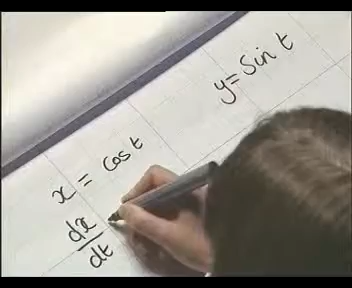 y = Sin t
x = cos t
dx/dt